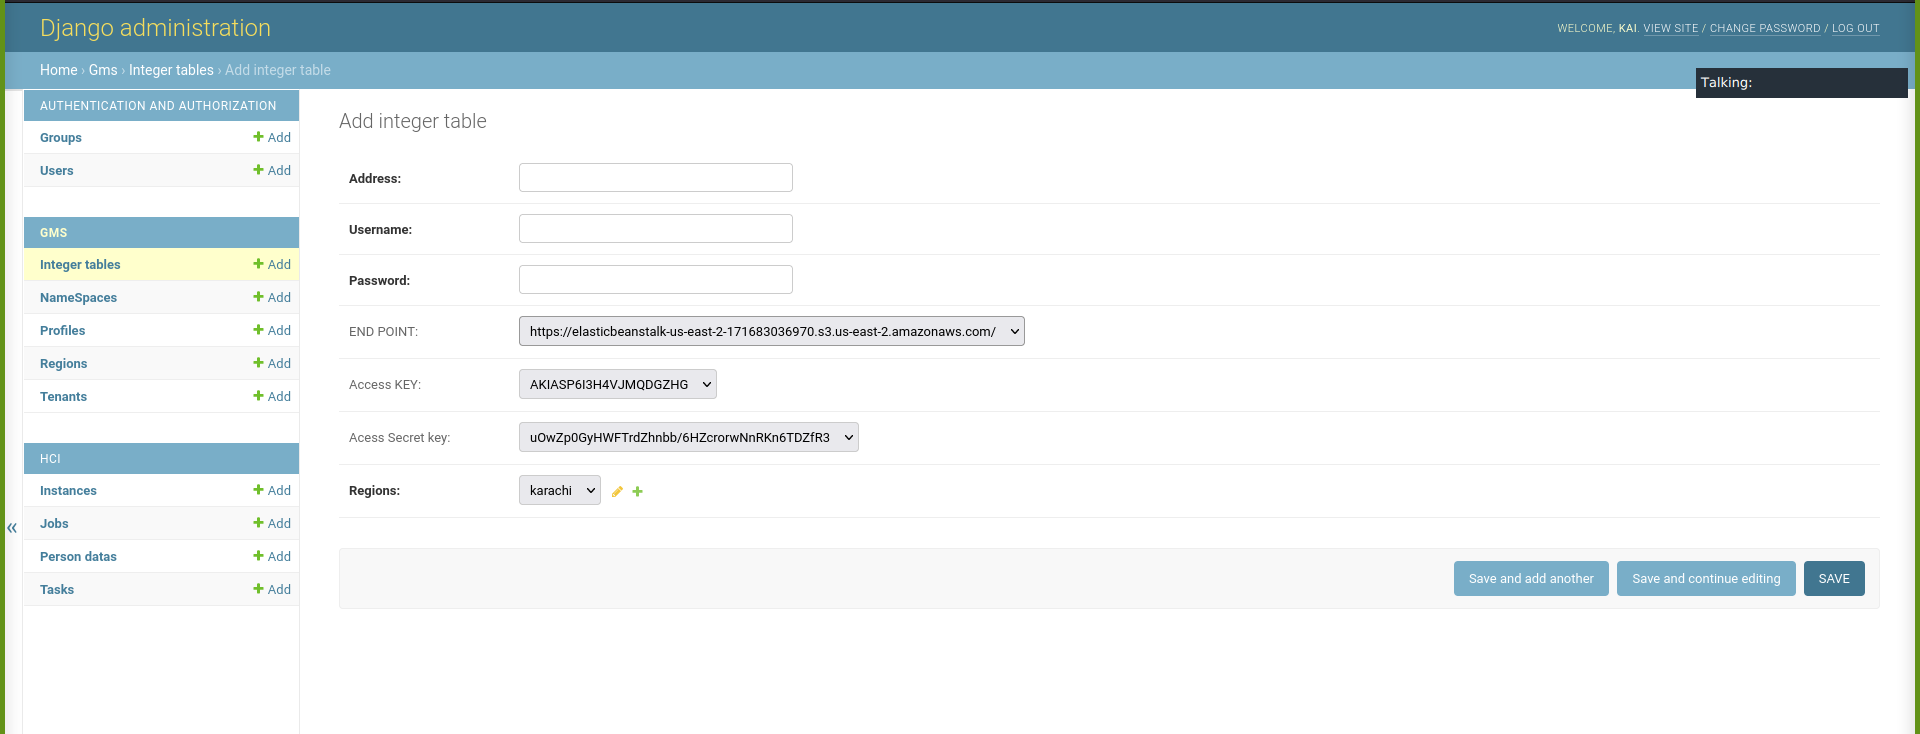 Django administration
WELCOME, KAI. VIEW SITE / CHANGE PASSWORD / LOG OUT
Home › Gms › Integer tables › Add integer table
Talking:
AUTHENTICATION AND AUTHORIZATION
Groups + Add
Users + Add
GMS
Integer tables + Add
NameSpaces + Add
Profiles + Add
Regions + Add
Tenants + Add
HCI
Instances + Add
Jobs + Add
Person datas + Add
Tasks + Add
«
Add integer table
Address:
Username:
Password:
END POINT: https://elasticbeanstalk-us-east-2-171683036970.s3.us-east-2.amazonaws.com/
Access KEY: AKIASP6I3H4VJMQDGZHG
Acess Secret key: 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
Regions: karachi
Save and add another
Save and continue editing
SAVE